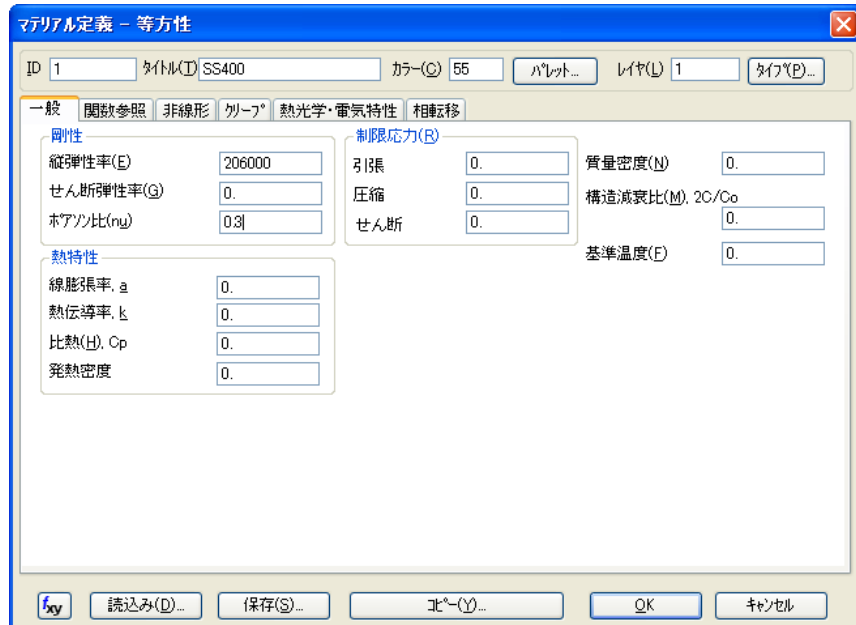 マテリアル定義 - 等方性
ID 1 タイトル(T) SS400 カラー(C) 55 パレット... レイヤ(L) 1 タイプ(P)...
一般 関数参照 非線形 クリープ 熱光学・電気特性 相転移
剛性 制限応力(R)
縦弾性率(E) 206000 引張 0. 質量密度(N) 0.
せん断弾性率(G) 0. 圧縮 0. 構造減衰比(M), 2C/Co
ポアソン比(nu) 0.3 せん断 0. 0.
熱特性 基準温度(F) 0.
線膨張率, a 0.
熱伝導率, k 0.
比熱(H), Cp 0.
発熱密度 0.
fxy 読込み(D)... 保存(S)... コピー(Y)... OK キャンセル